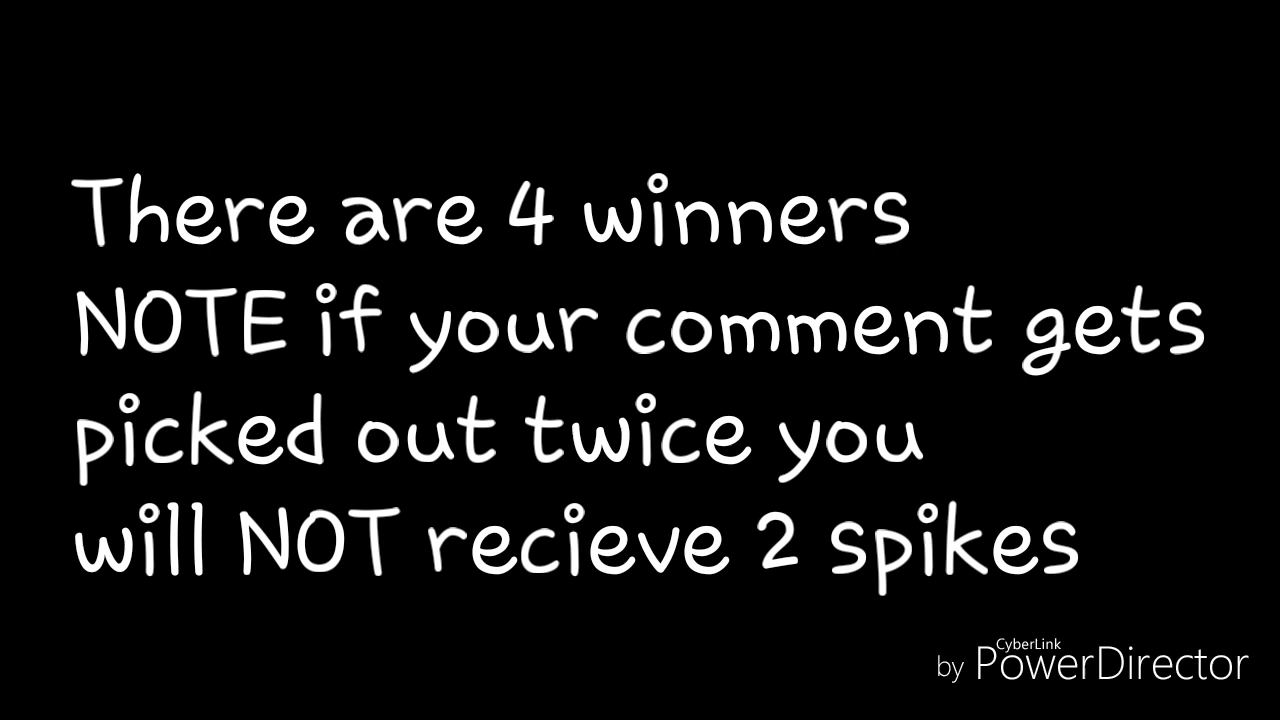 There are 4 winners
NOTE if your comment gets
picked out twice you
will NOT recieve 2 spikes
CyberLink
by PowerDirector